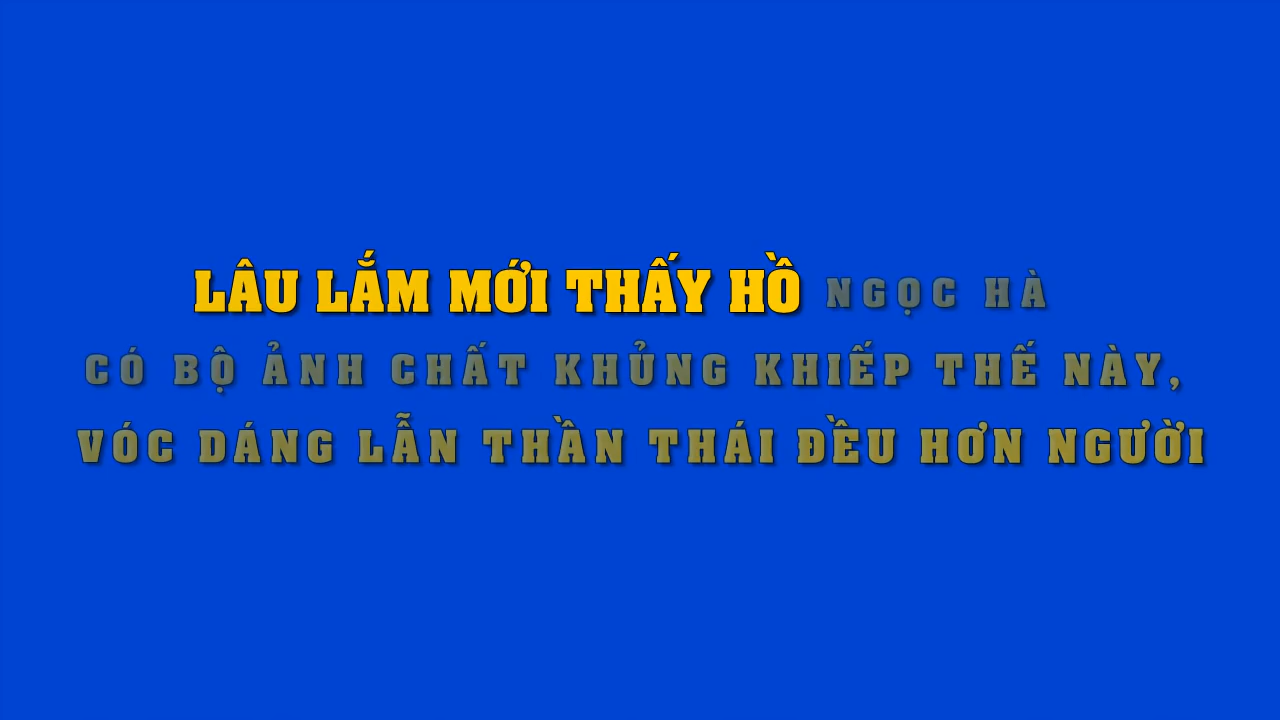 LÂU LẮM MỚI THẤY HỒ NGỌC HÀ
CÓ BỘ ẢNH CHẤT KHỦNG KHIẾP THẾ NÀY,
VÓC DÁNG LẪN THẦN THÁI ĐỀU HƠN NGƯỜI